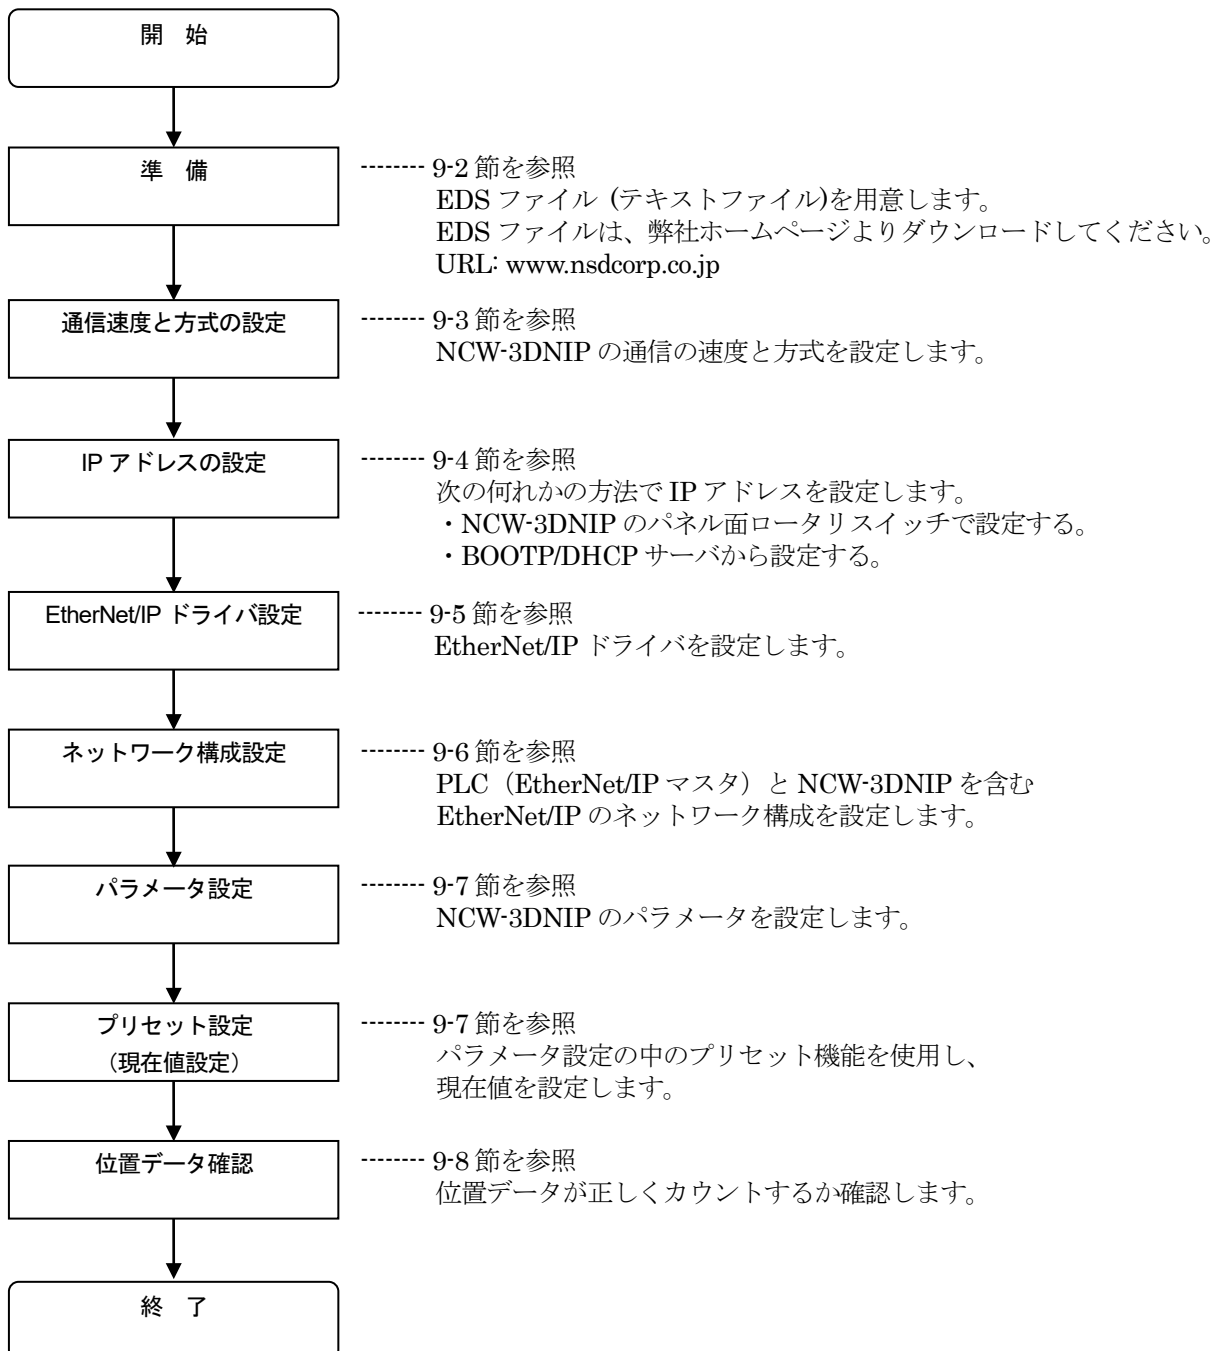 開　始
準　備
-------- 9-2 節を参照
EDS ファイル (テキストファイル)を用意します。
EDS ファイルは、弊社ホームページよりダウンロードしてください。
URL: www.nsdcorp.co.jp
通信速度と方式の設定
-------- 9-3 節を参照
NCW-3DNIP の通信の速度と方式を設定します。
IP アドレスの設定
-------- 9-4 節を参照
次の何れかの方法で IP アドレスを設定します。
・NCW-3DNIP のパネル面ロータリスイッチで設定する。
・BOOTP/DHCP サーバから設定する。
EtherNet/IP ドライバ設定
-------- 9-5 節を参照
EtherNet/IP ドライバを設定します。
ネットワーク構成設定
-------- 9-6 節を参照
PLC（EtherNet/IP マスタ）と NCW-3DNIP を含む
EtherNet/IP のネットワーク構成を設定します。
パラメータ設定
-------- 9-7 節を参照
NCW-3DNIP のパラメータを設定します。
プリセット設定
（現在値設定）
-------- 9-7 節を参照
パラメータ設定の中のプリセット機能を使用し、
現在値を設定します。
位置データ確認
-------- 9-8 節を参照
位置データが正しくカウントするか確認します。
終　了